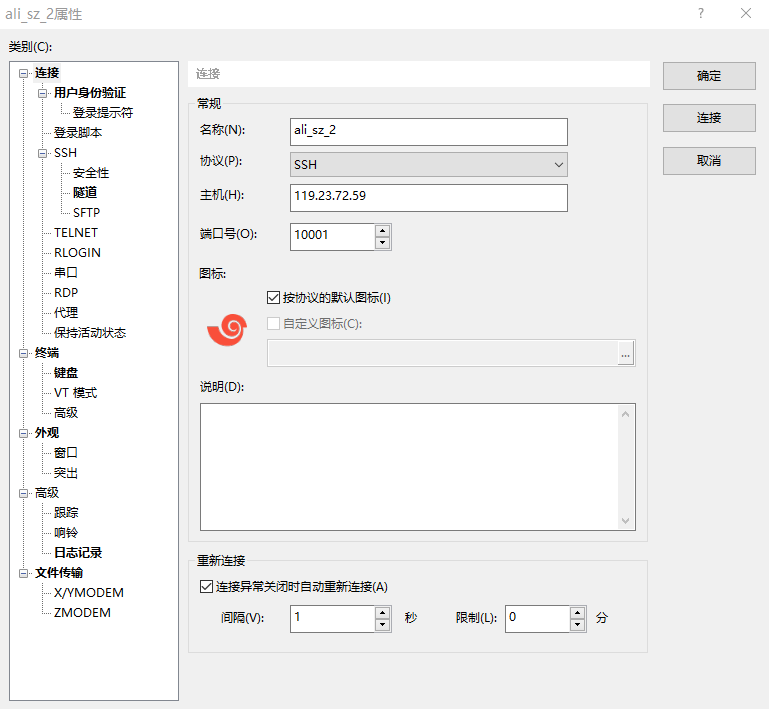 ali_sz_2属性
类别(C):
连接
用户身份验证
登录提示符
登录脚本
SSH
安全性
隧道
SFTP
TELNET
RLOGIN
串口
RDP
代理
保持活动状态
终端
键盘
VT 模式
高级
外观
窗口
突出
高级
跟踪
响铃
日志记录
文件传输
X/YMODEM
ZMODEM
连接
常规
名称(N): ali_sz_2
协议(P): SSH
主机(H): 119.23.72.59
端口号(O): 10001
图标:
按协议的默认图标(I)
自定义图标(C):
...
说明(D):
重新连接
连接异常关闭时自动重新连接(A)
间隔(V): 1 秒 限制(L): 0 分
确定
连接
取消